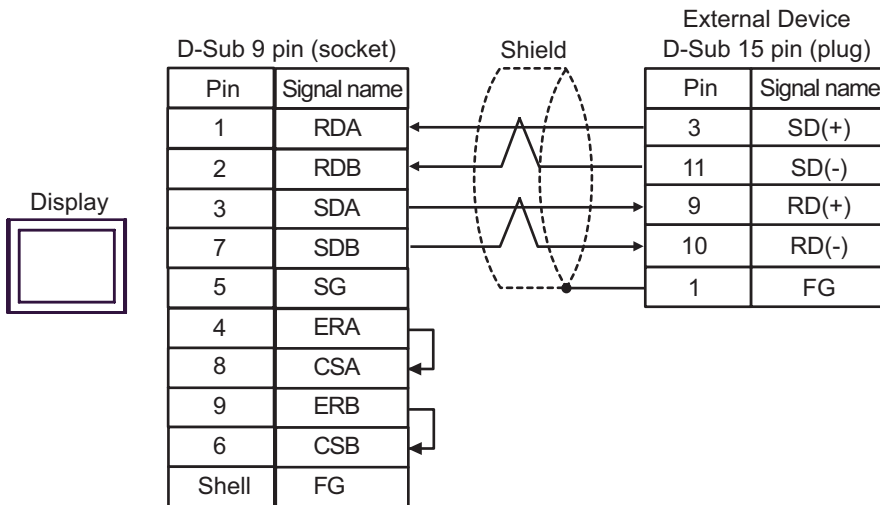 External Device
D-Sub 9 pin (socket) Shield D-Sub 15 pin (plug)
Pin Signal name Pin Signal name
1 RDA 3 SD(+)
2 RDB 11 SD(-)
Display 3 SDA 9 RD(+)
7 SDB 10 RD(-)
5 SG 1 FG
4 ERA
8 CSA
9 ERB
6 CSB
Shell FG